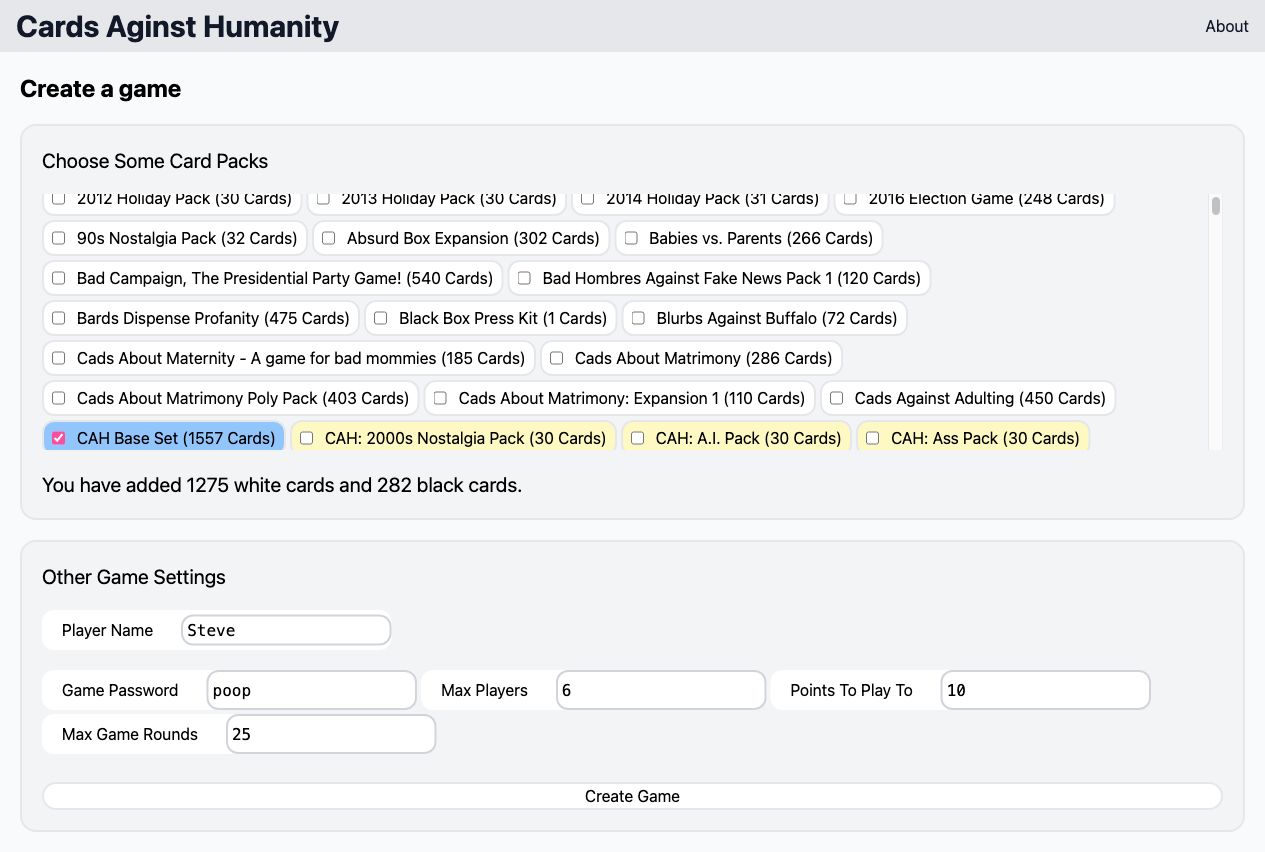 Cards Aginst Humanity
About
Create a game
Choose Some Card Packs
2012 Holiday Pack (30 Cards) 2013 Holiday Pack (30 Cards) 2014 Holiday Pack (31 Cards) 2016 Election Game (248 Cards)
90s Nostalgia Pack (32 Cards) Absurd Box Expansion (302 Cards) Babies vs. Parents (266 Cards)
Bad Campaign, The Presidential Party Game! (540 Cards) Bad Hombres Against Fake News Pack 1 (120 Cards)
Bards Dispense Profanity (475 Cards) Black Box Press Kit (1 Cards) Blurbs Against Buffalo (72 Cards)
Cads About Maternity - A game for bad mommies (185 Cards) Cads About Matrimony (286 Cards)
Cads About Matrimony Poly Pack (403 Cards) Cads About Matrimony: Expansion 1 (110 Cards) Cads Against Adulting (450 Cards)
CAH Base Set (1557 Cards) CAH: 2000s Nostalgia Pack (30 Cards) CAH: A.I. Pack (30 Cards) CAH: Ass Pack (30 Cards)
You have added 1275 white cards and 282 black cards.
Other Game Settings
Player Name Steve
Game Password poop Max Players 6 Points To Play To 10
Max Game Rounds 25
Create Game